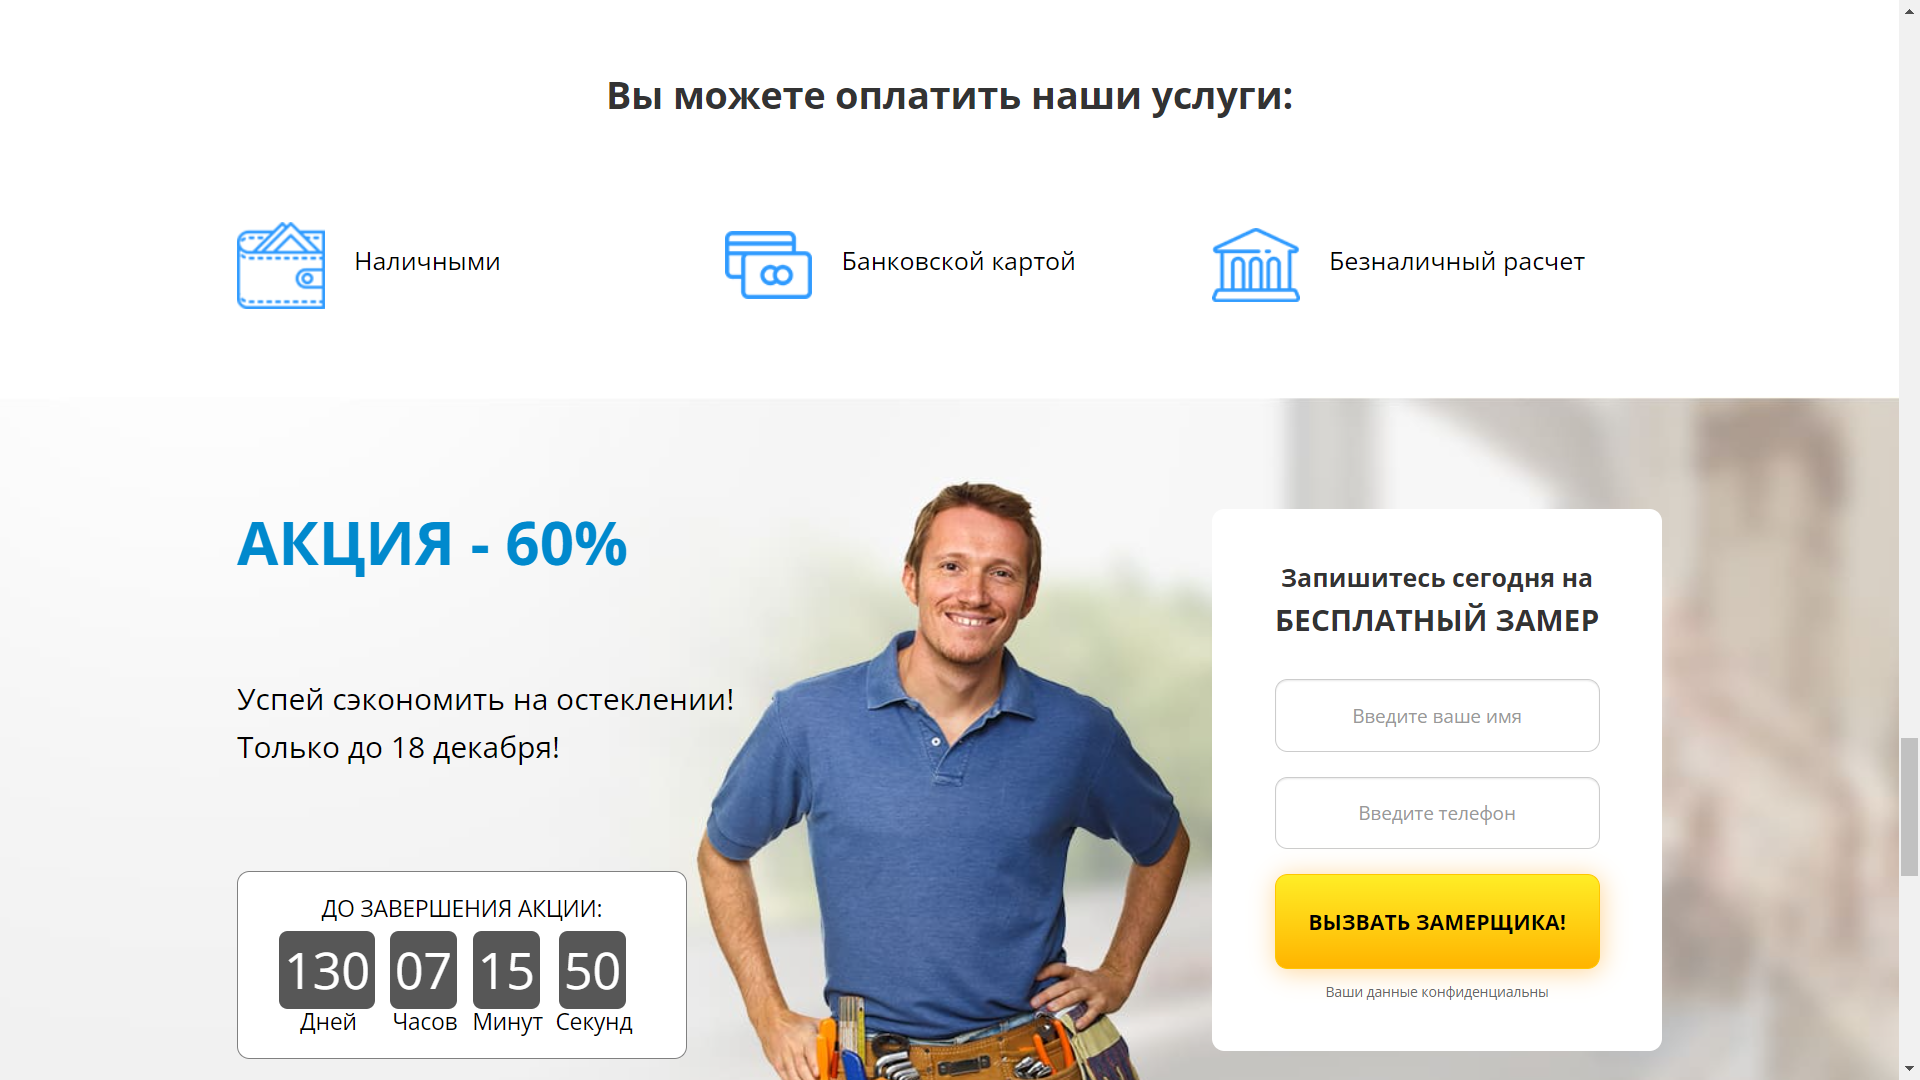 Вы можете оплатить наши услуги:
Наличными
Банковской картой
Безналичный расчет
АКЦИЯ - 60%
Успей сэкономить на остеклении!
Только до 18 декабря!
ДО ЗАВЕРШЕНИЯ АКЦИИ:
130 07 15 50
Дней Часов Минут Секунд
Запишитесь сегодня на
БЕСПЛАТНЫЙ ЗАМЕР
Введите ваше имя
Введите телефон
ВЫЗВАТЬ ЗАМЕРЩИКА!
Ваши данные конфиденциальны